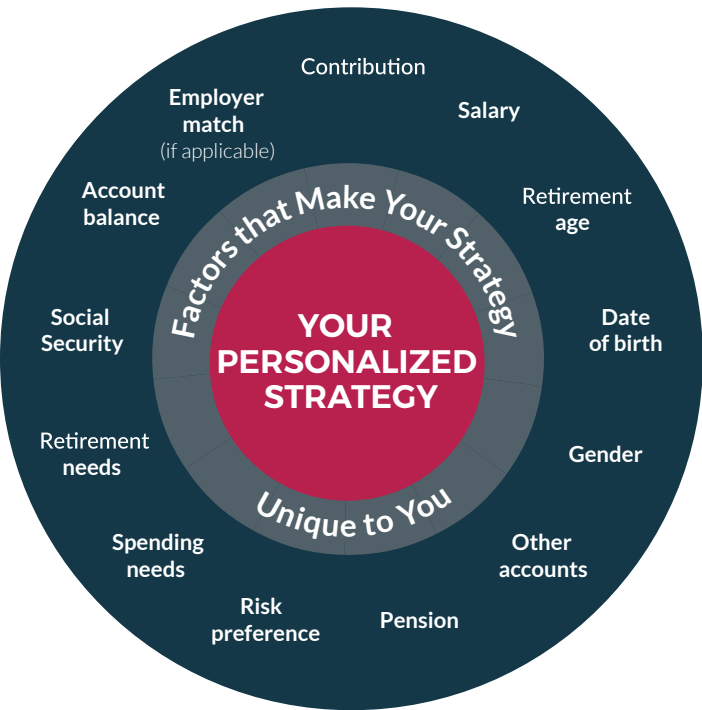 Contribution
Salary
Retirement
age
Date
of birth
Gender
Other
accounts
Pension
Risk
preference
Spending
needs
Retirement
needs
Social
Security
Account
balance
Employer
match
(if applicable)
Factors that Make Your Strategy
Unique to You
YOUR
PERSONALIZED
STRATEGY